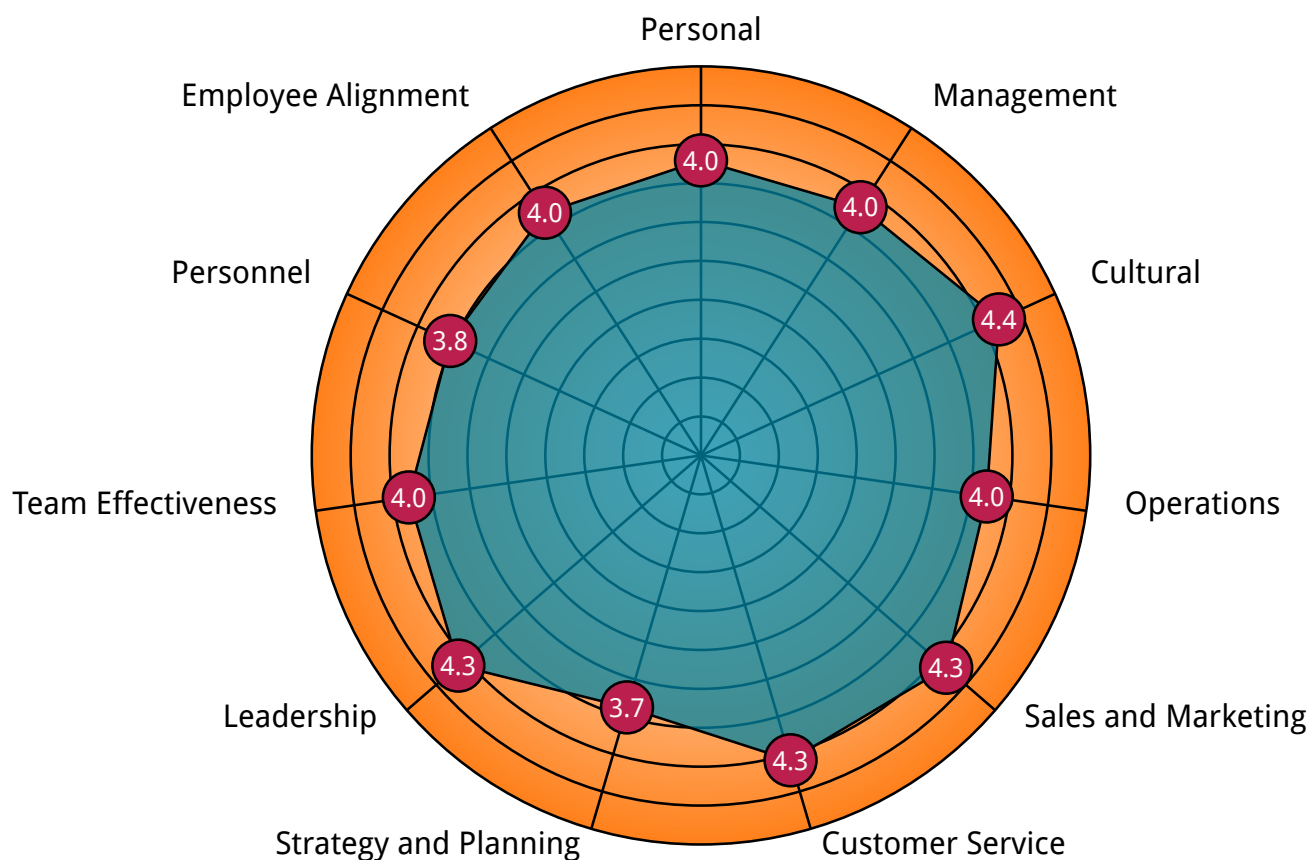 Personal
Employee Alignment
Management
4.0
4.0
4.0
Personnel
Cultural
3.8
4.4
Team Effectiveness
4.0
4.0
Operations
4.3
4.3
Leadership
3.7
Sales and Marketing
4.3
Strategy and Planning
Customer Service